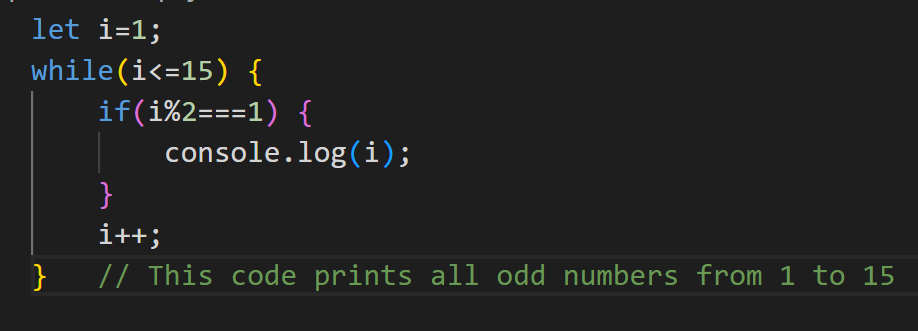 let i=1;
while(i<=15) {
    if(i%2===1) {
        console.log(i);
    }
    i++;
}   // This code prints all odd numbers from 1 to 15